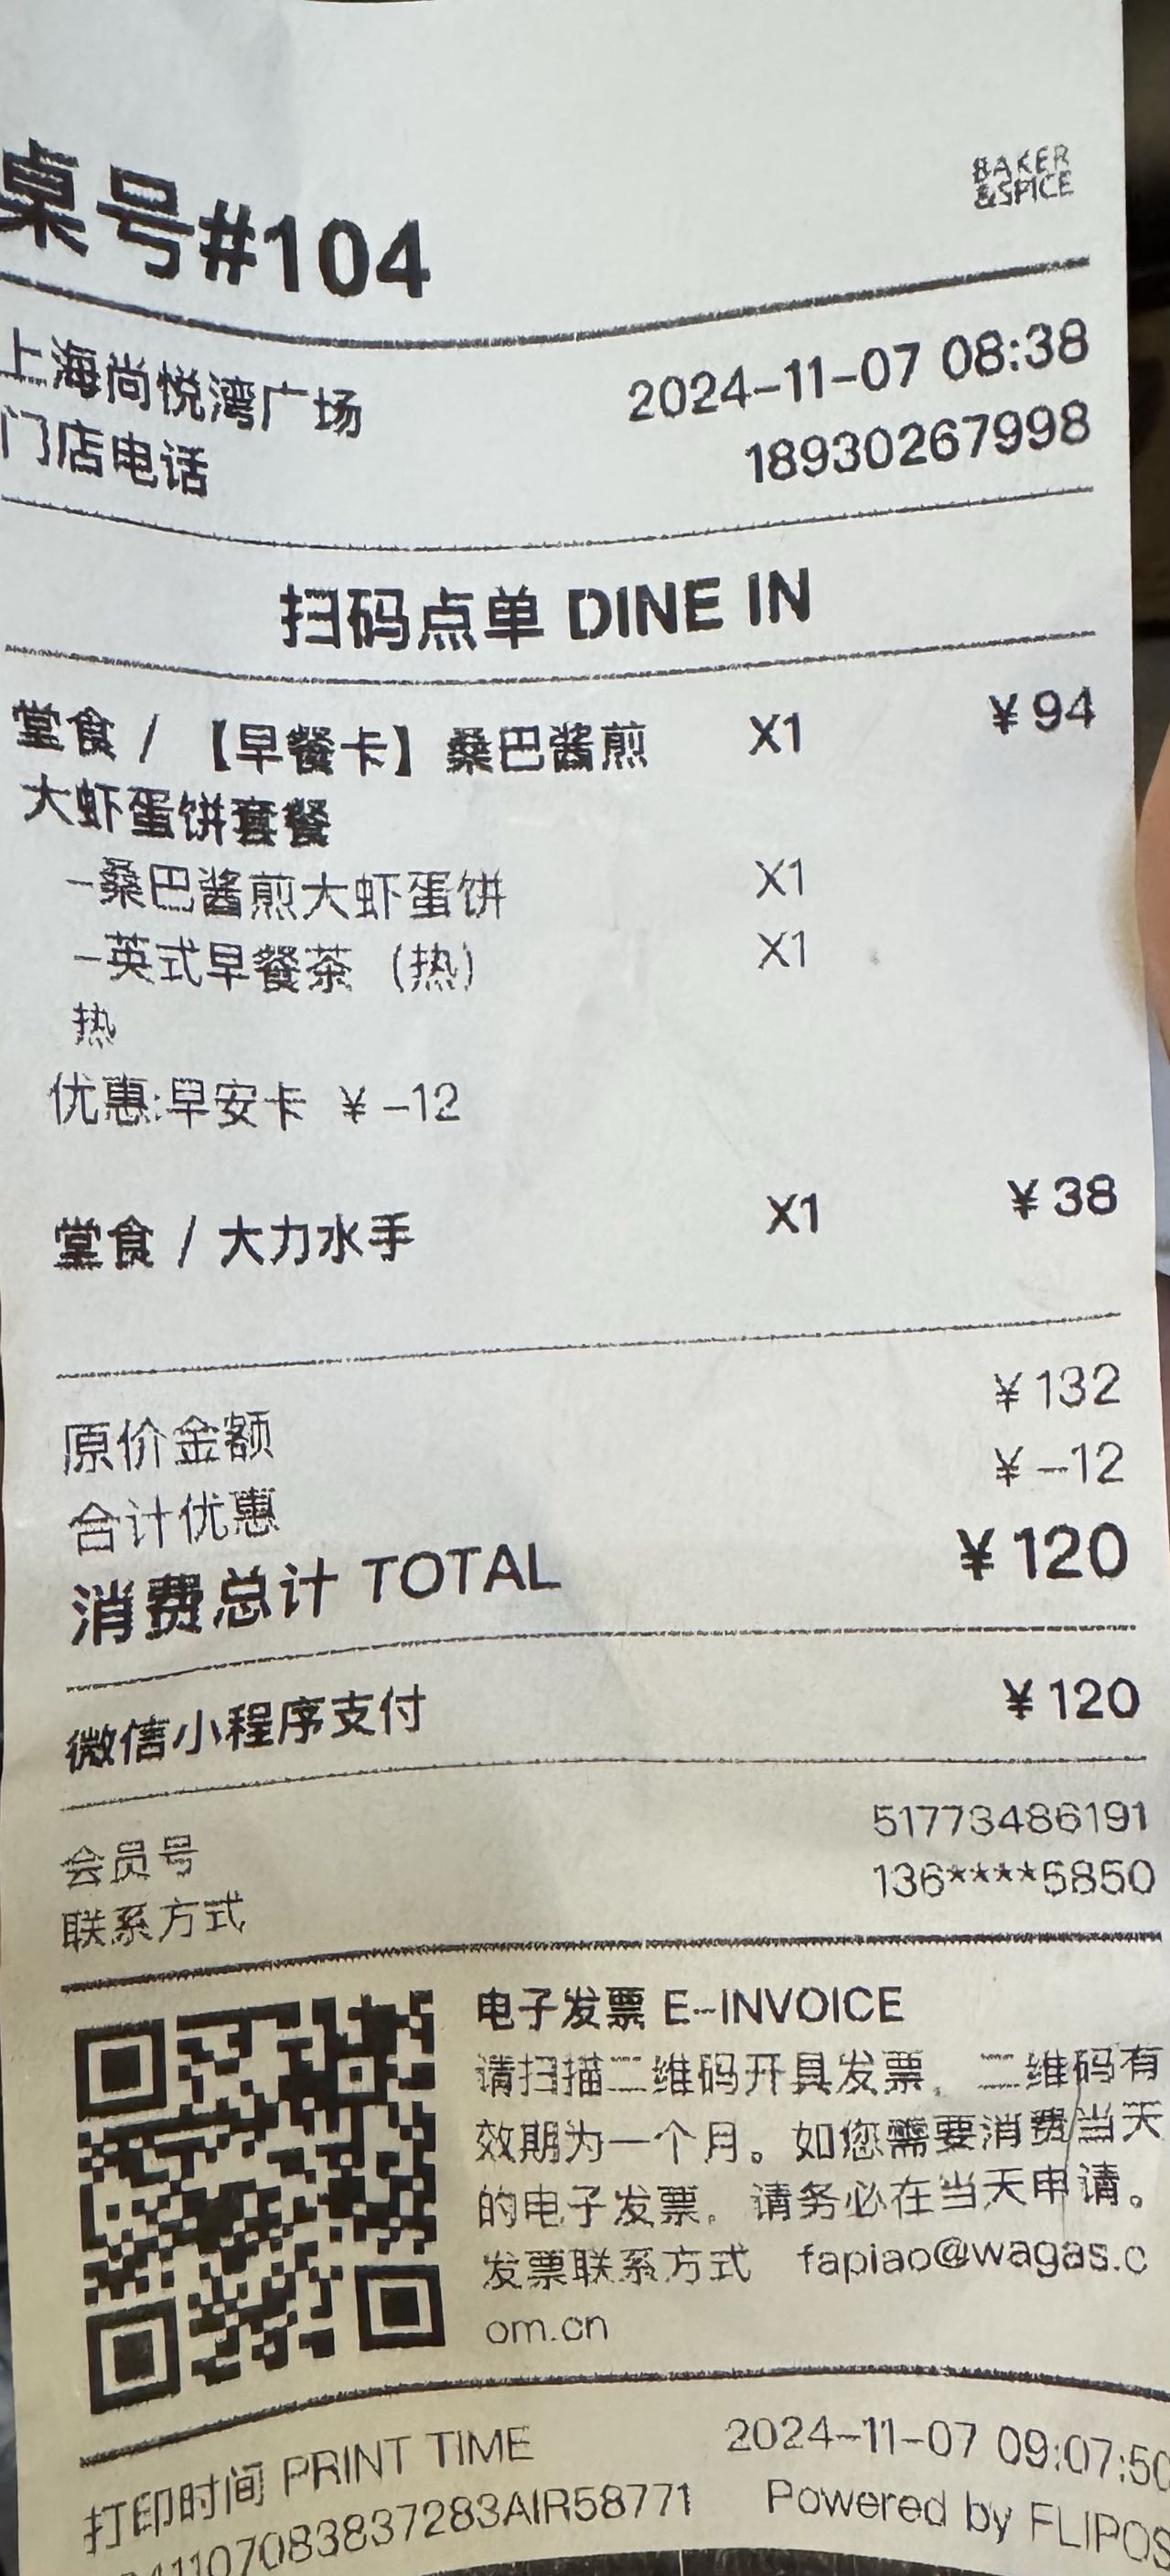 BAKER
&SPICE
桌号#104
上海尚悦湾广场 2024-11-07 08:38
门店电话 18930267998
扫码点单 DINE IN
堂食 / 【早餐卡】桑巴酱煎 X1 ¥94
大虾蛋饼套餐
-桑巴酱煎大虾蛋饼 X1
-英式早餐茶 (热) X1
热
优惠:早安卡 ¥-12
堂食 / 大力水手 X1 ¥38
原价金额 ¥132
合计优惠 ¥-12
消费总计 TOTAL ¥120
微信小程序支付 ¥120
会员号 51773486191
联系方式 136****5850
电子发票 E-INVOICE
请扫描二维码开具发票，二维码有
效期为一个月。如您需要消费当天
的电子发票，请务必在当天申请。
发票联系方式 fapiao@wagas.c
om.cn
打印时间 PRINT TIME 2024-11-07 09:07:50
41107083837283AIR58771 Powered by FLIPOS